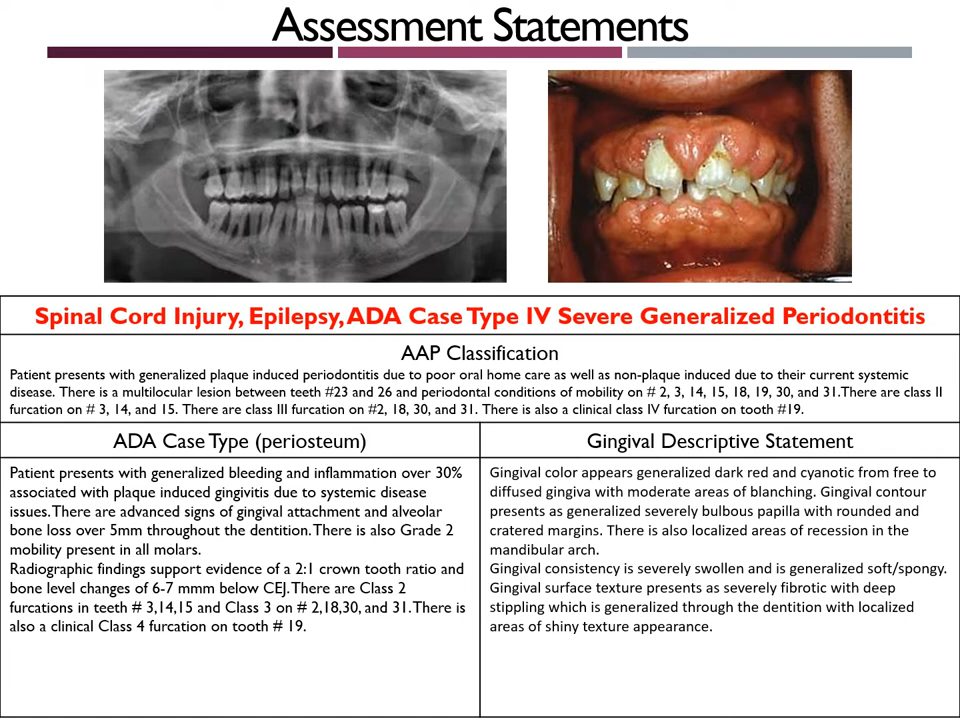 Assessment Statements
Spinal Cord Injury, Epilepsy, ADA Case Type IV Severe Generalized Periodontitis
AAP Classification
Patient presents with generalized plaque induced periodontitis due to poor oral home care as well as non-plaque induced due to their current systemic
disease. There is a multilocular lesion between teeth #23 and 26 and periodontal conditions of mobility on # 2, 3, 14, 15, 18, 19, 30, and 31.There are class II
furcation on # 3, 14, and 15. There are class III furcation on #2, 18, 30, and 31. There is also a clinical class IV furcation on tooth #19.
ADA Case Type (periosteum)
Patient presents with generalized bleeding and inflammation over 30%
associated with plaque induced gingivitis due to systemic disease
issues.There are advanced signs of gingival attachment and alveolar
bone loss over 5mm throughout the dentition.There is also Grade 2
mobility present in all molars.
Radiographic findings support evidence of a 2:1 crown tooth ratio and
bone level changes of 6-7 mmm below CEJ.There are Class 2
furcations in teeth # 3,14,15 and Class 3 on # 2,18,30, and 31.There is
also a clinical Class 4 furcation on tooth # 19.
Gingival Descriptive Statement
Gingival color appears generalized dark red and cyanotic from free to
diffused gingiva with moderate areas of blanching. Gingival contour
presents as generalized severely bulbous papilla with rounded and
cratered margins. There is also localized areas of recession in the
mandibular arch.
Gingival consistency is severely swollen and is generalized soft/spongy.
Gingival surface texture presents as severely fibrotic with deep
stippling which is generalized through the dentition with localized
areas of shiny texture appearance.